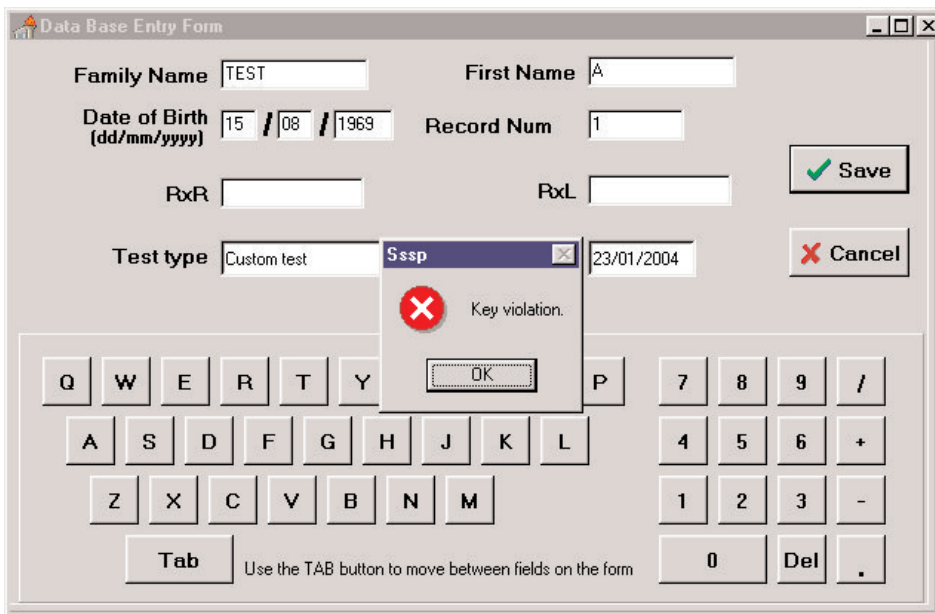 Data Base Entry Form
Family Name TEST First Name A
Date of Birth 15 / 08 / 1969 Record Num 1
(dd/mm/yyyy)
Save
RxR RxL
Test type Custom test 23/01/2004
Cancel
Sssp
Key violation.
OK
Q W E R T Y P 7 8 9 /
A S D F G H J K L 4 5 6 +
Z X C V B N M 1 2 3 -
Tab Use the TAB button to move between fields on the form 0 Del .